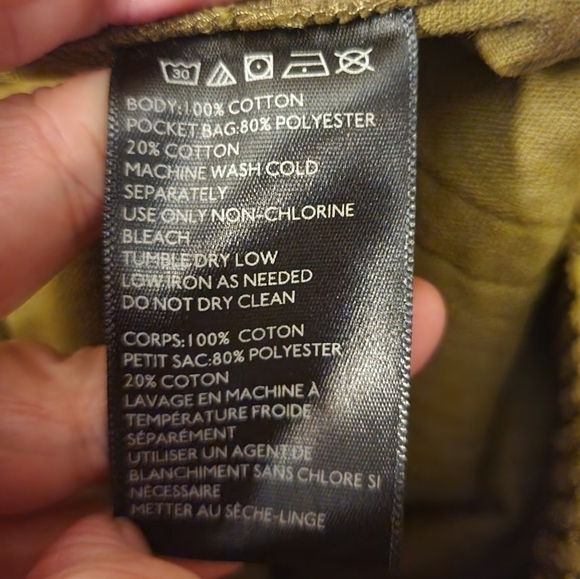 30
BODY:100% COTTON
POCKET BAG:80% POLYESTER
20% COTTON
MACHINE WASH COLD
SEPARATELY
USE ONLY NON-CHLORINE
BLEACH
TUMBLE DRY LOW
LOW IRON AS NEEDED
DO NOT DRY CLEAN
CORPS:100% COTON
PETIT SAC:80% POLYESTER
20% COTON
LAVAGE EN MACHINE À
TEMPÉRATURE FROIDE
SÉPARÉMENT
UTILISER UN AGENT DE
BLANCHIMENT SANS CHLORE SI
NÉCESSAIRE
METTER AU SÈCHE-LINGE